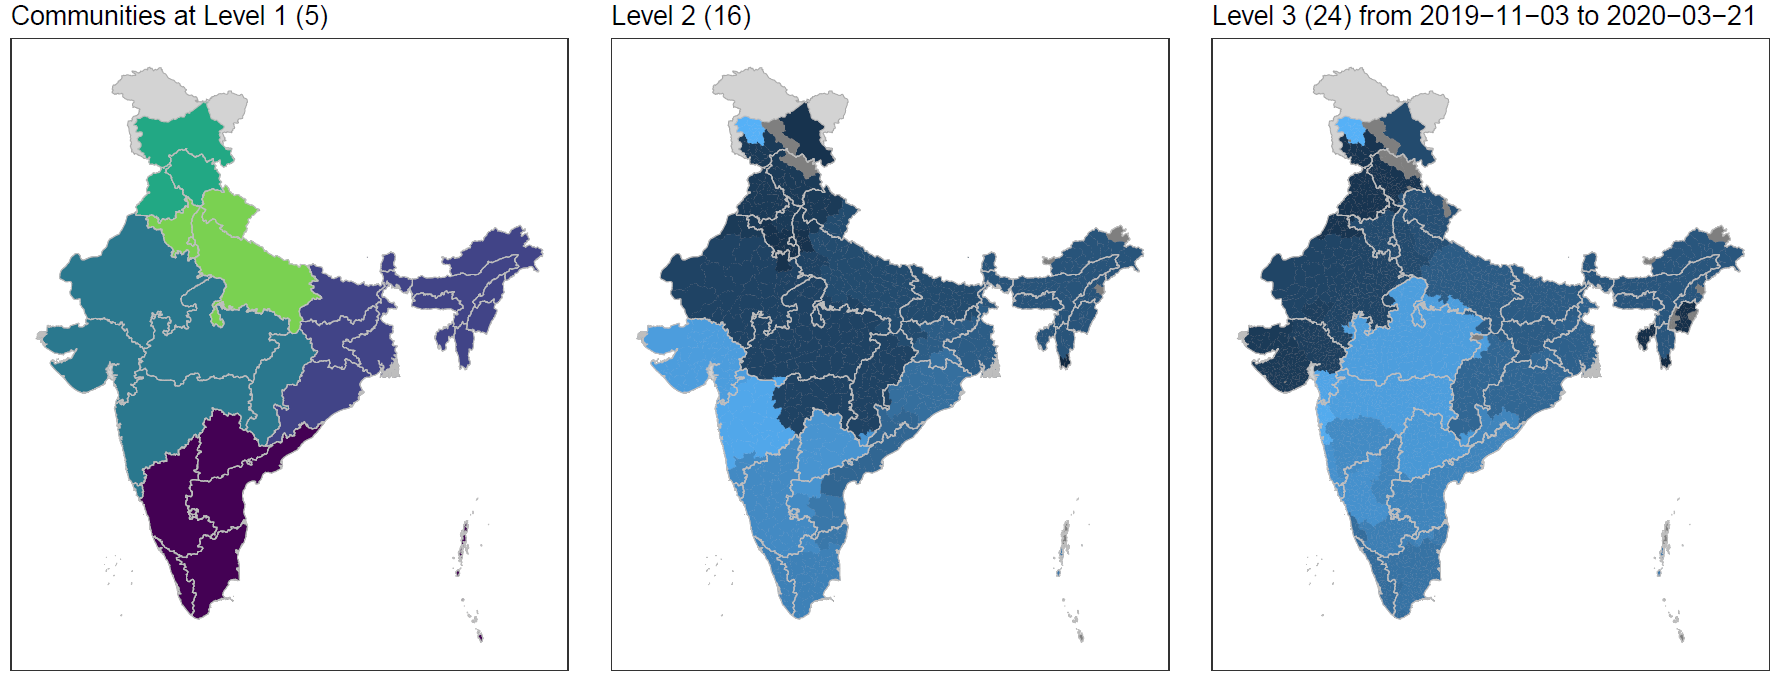 Communities at Level 1 (5)
Level 2 (16)
Level 3 (24) from 2019−11−03 to 2020−03−21